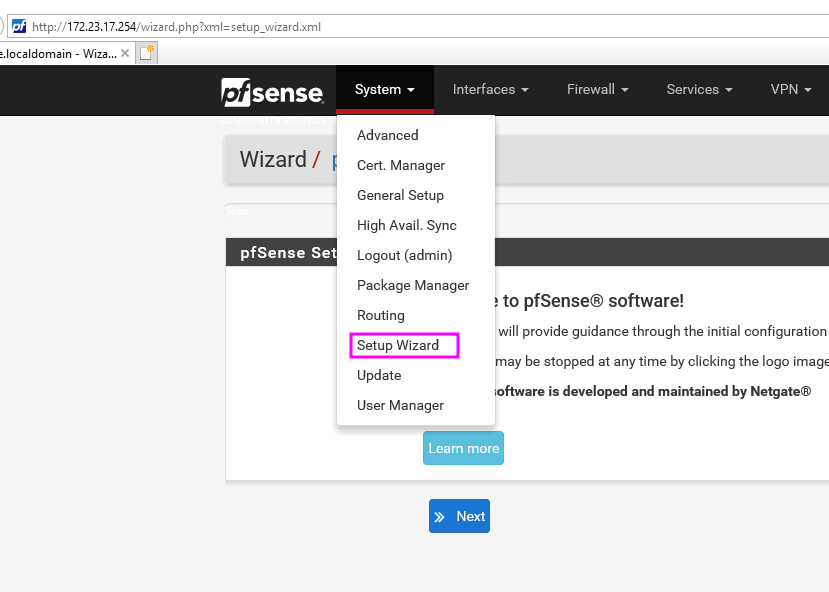 http://172.23.17.254/wizard.php?xml=setup_wizard.xml
e.localdomain - Wiza... ×
pfsense System Interfaces Firewall Services VPN
COMMUNITY EDITION
Wizard / p
Step
pfSense Set
Advanced
Cert. Manager
General Setup
High Avail. Sync
Logout (admin)
Package Manager
Routing
Setup Wizard
Update
User Manager
e to pfSense® software!
will provide guidance through the initial configuration
may be stopped at any time by clicking the logo image
software is developed and maintained by Netgate®
Learn more
Next